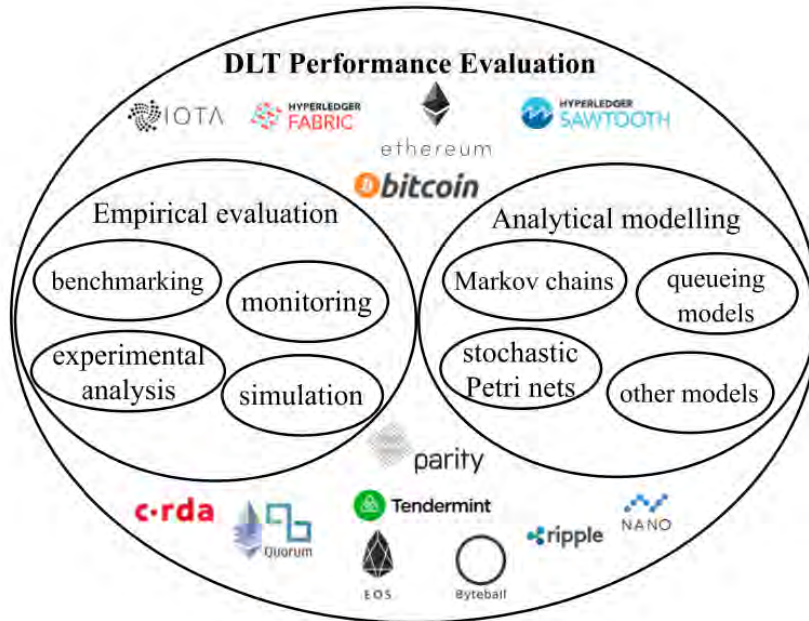 DLT Performance Evaluation
IOTA
HYPERLEDGER
FABRIC
ethereum
HYPERLEDGER
SAWTOOTH
bitcoin
Empirical evaluation
benchmarking
monitoring
experimental
analysis
simulation
Analytical modelling
Markov chains
queueing
models
stochastic
Petri nets
other models
parity
c·rda
Quorum
Tendermint
ripple
NANO
EOS
Byteball